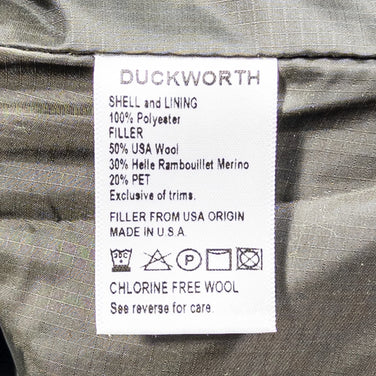 DUCKWORTH
SHELL and LINING
100% Polyester
FILLER
50% USA Wool
30% Helle Rambouillet Merino
20% PET
Exclusive of trims.
FILLER FROM USA ORIGIN
MADE IN U.S.A.
P
CHLORINE FREE WOOL
See reverse for care.